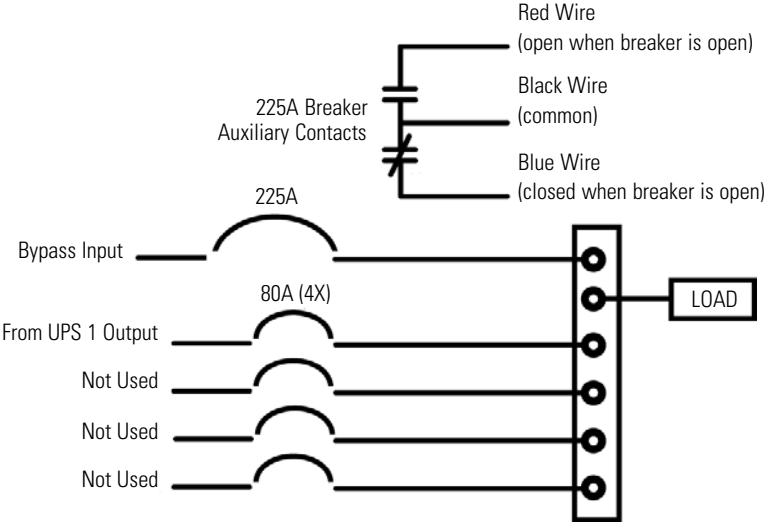 Red Wire
(open when breaker is open)
Black Wire
(common)
225A Breaker
Auxiliary Contacts
Blue Wire
(closed when breaker is open)
225A
Bypass Input
80A (4X)
LOAD
From UPS 1 Output
Not Used
Not Used
Not Used